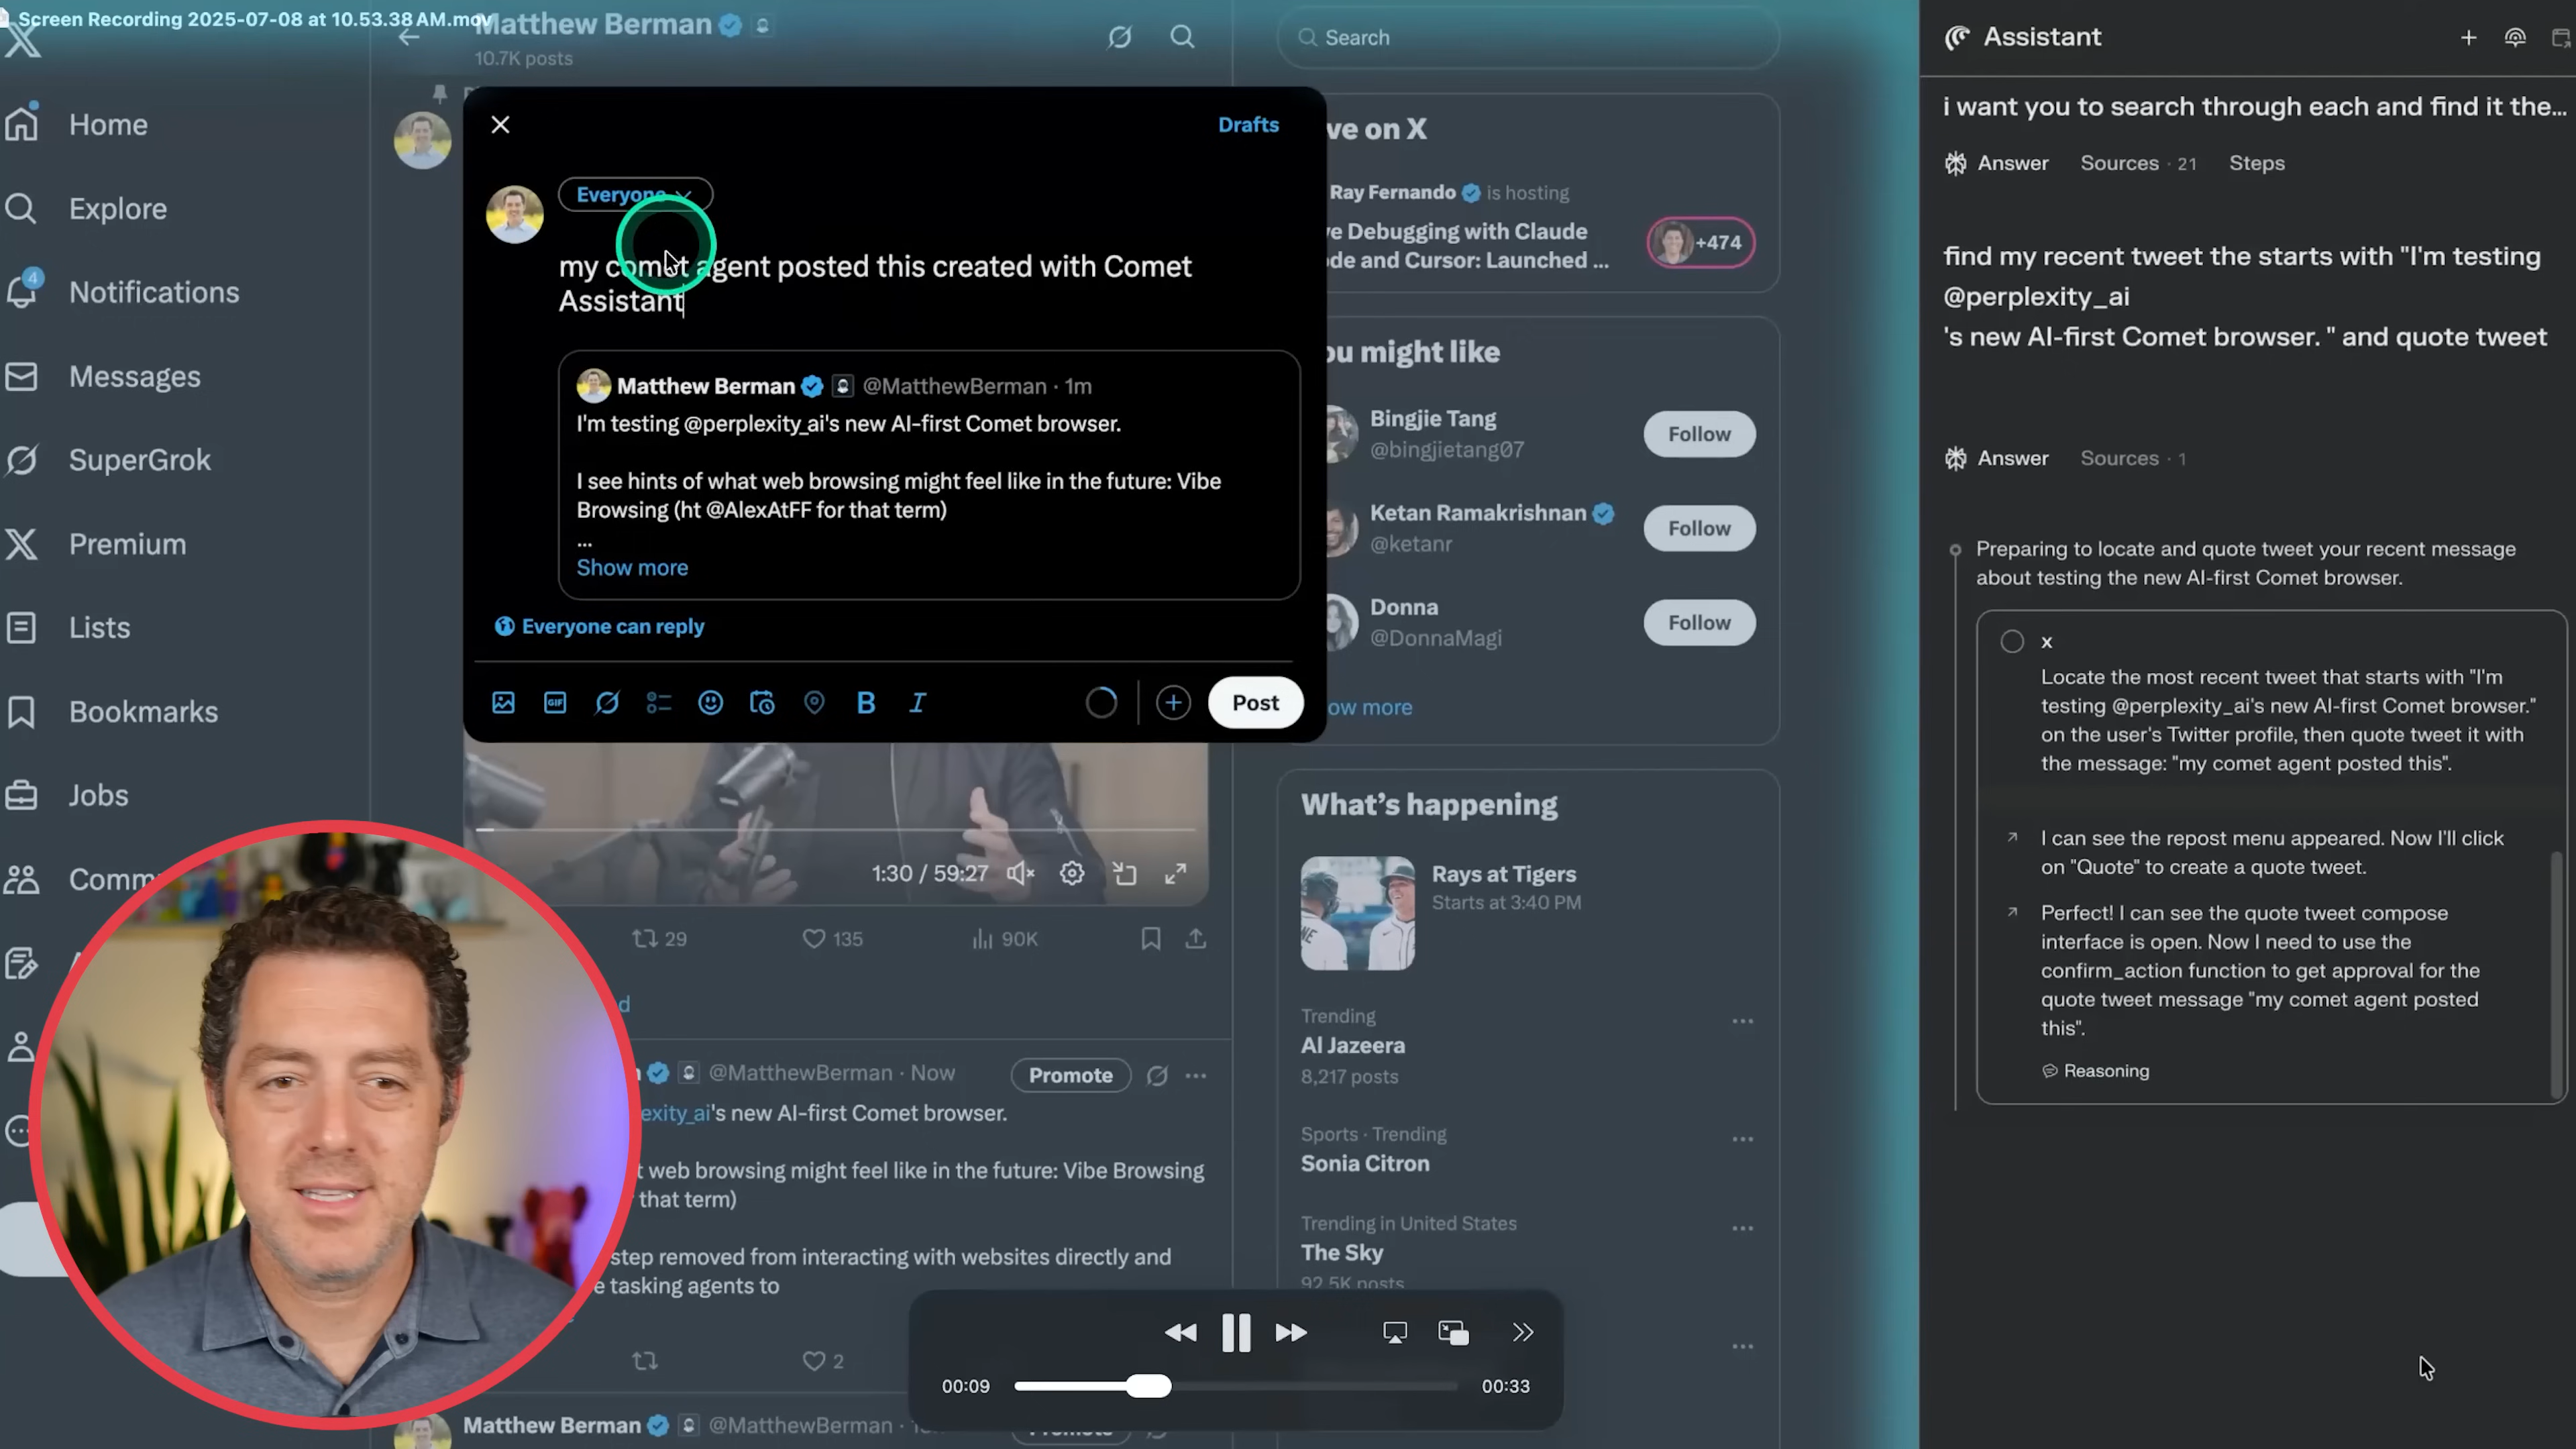 Screen Recording 2025-07-08 at 10.53.38 AM.mov
Matthew Berman
10.7K posts
Home
Explore
4
Notifications
Messages
SuperGrok
Premium
Lists
Bookmarks
Jobs
Drafts
Everyone
my comet agent posted this created with Comet
Assistant
Matthew Berman @MatthewBerman · 1m
I'm testing @perplexity_ai's new AI-first Comet browser.
I see hints of what web browsing might feel like in the future: Vibe
Browsing (ht @AlexAtFF for that term)
...
Show more
Everyone can reply
GIF
B
I
Post
1:30 / 59:27
29
135
90K
@MatthewBerman · Now
Promote
's new AI-first Comet browser.
web browsing might feel like in the future: Vibe Browsing
that term)
step removed from interacting with websites directly and
tasking agents to
2
Matthew Berman @MatthewBerman ·
00:09
00:33
Search
on X
Ray Fernando is hosting
Debugging with Claude
and Cursor: Launched ...
+474
might like
Bingjie Tang
@bingjietang07
Follow
Ketan Ramakrishnan
@ketanr
Follow
Donna
@DonnaMagi
Follow
more
What's happening
Rays at Tigers
Starts at 3:40 PM
Trending
Al Jazeera
8,217 posts
Sports · Trending
Sonia Citron
Trending in United States
The Sky
92.5K posts
Assistant
i want you to search through each and find it the...
Answer
Sources · 21
Steps
find my recent tweet the starts with "I'm testing
@perplexity_ai
's new AI-first Comet browser. " and quote tweet
Answer
Sources · 1
Preparing to locate and quote tweet your recent message
about testing the new AI-first Comet browser.
x
Locate the most recent tweet that starts with "I'm
testing @perplexity_ai's new AI-first Comet browser."
on the user's Twitter profile, then quote tweet it with
the message: "my comet agent posted this".
I can see the repost menu appeared. Now I'll click
on "Quote" to create a quote tweet.
Perfect! I can see the quote tweet compose
interface is open. Now I need to use the
confirm_action function to get approval for the
quote tweet message "my comet agent posted
this".
Reasoning